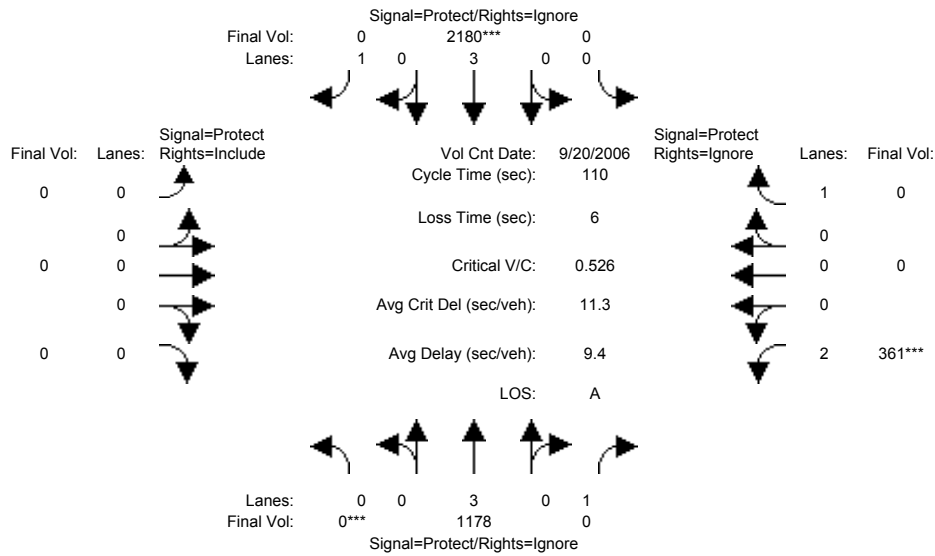 Signal=Protect/Rights=Ignore
Final Vol: 0 2180*** 0
Lanes: 1 0 3 0 0
Signal=Protect Signal=Protect
Final Vol: Lanes: Rights=Include Vol Cnt Date: 9/20/2006 Rights=Ignore Lanes: Final Vol:
Cycle Time (sec): 110
0 0 1 0
Loss Time (sec): 6
0 0
0 0 Critical V/C: 0.526 0 0
0 Avg Crit Del (sec/veh): 11.3 0
0 0 Avg Delay (sec/veh): 9.4 2 361***
LOS: A
Lanes: 0 0 3 0 1
Final Vol: 0*** 1178 0
Signal=Protect/Rights=Ignore